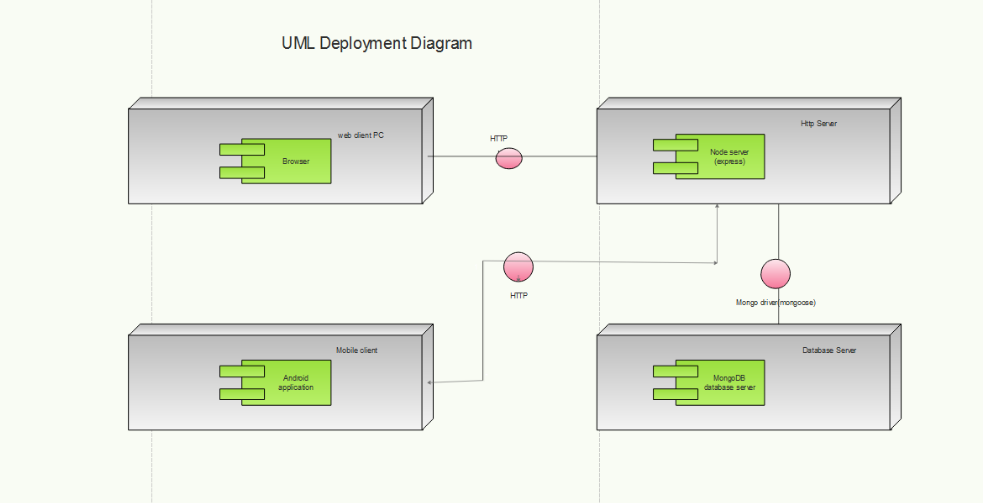 UML Deployment Diagram
web client PC
Browser
HTTP
Http Server
Node server
(express)
HTTP
Mongo driver(mongoose)
Mobile client
Android
application
Database Server
MongoDB
database server